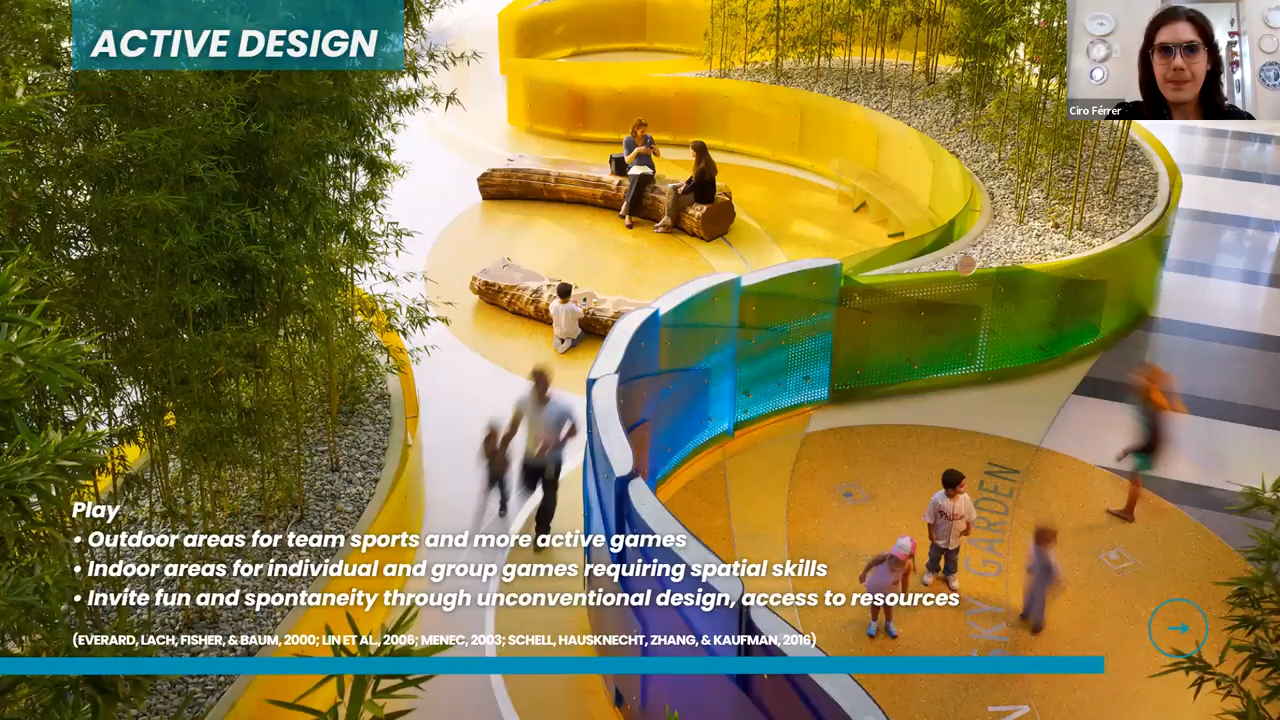 ACTIVE DESIGN
Ciro Férrer
Phillies
SKY GARDEN
Play
• Outdoor areas for team sports and more active games
• Indoor areas for individual and group games requiring spatial skills
• Invite fun and spontaneity through unconventional design, access to resources
(EVERARD, LACH, FISHER, & BAUM, 2000; LIN ET AL., 2006; MENEC, 2003; SCHELL, HAUSKNECHT, ZHANG, & KAUFMAN, 2016)